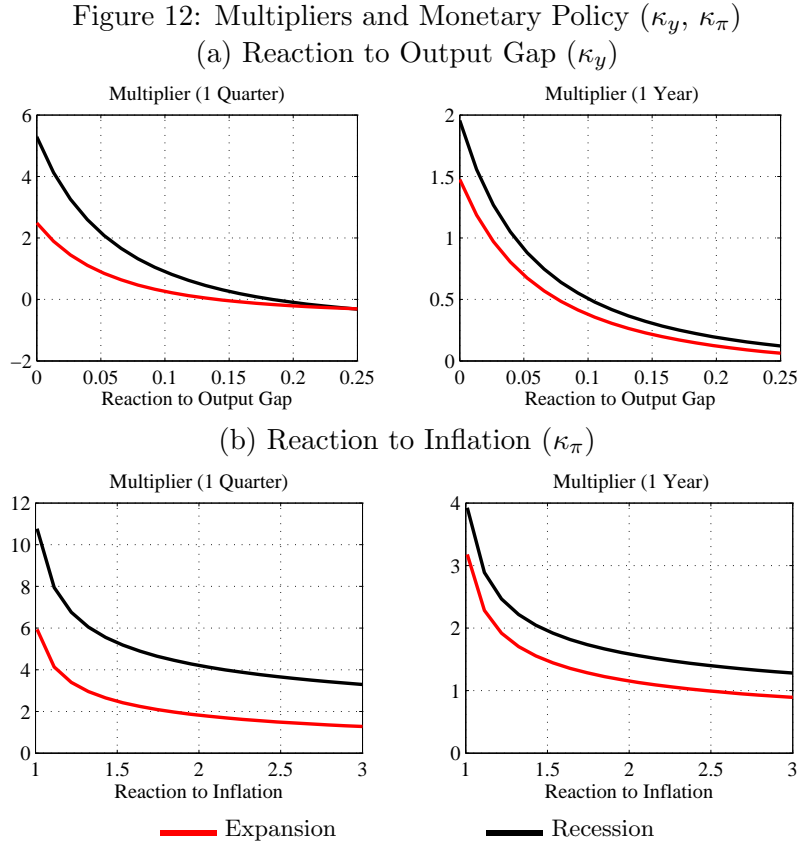 Figure 12: Multipliers and Monetary Policy (κy, κπ)
(a) Reaction to Output Gap (κy)
Multiplier (1 Quarter)
6
4
2
0
−2
0 0.05 0.1 0.15 0.2 0.25
Reaction to Output Gap
Multiplier (1 Year)
2
1.5
1
0.5
0
0 0.05 0.1 0.15 0.2 0.25
Reaction to Output Gap
(b) Reaction to Inflation (κπ)
Multiplier (1 Quarter)
12
10
8
6
4
2
0
1 1.5 2 2.5 3
Reaction to Inflation
Multiplier (1 Year)
4
3
2
1
0
1 1.5 2 2.5 3
Reaction to Inflation
Expansion
Recession